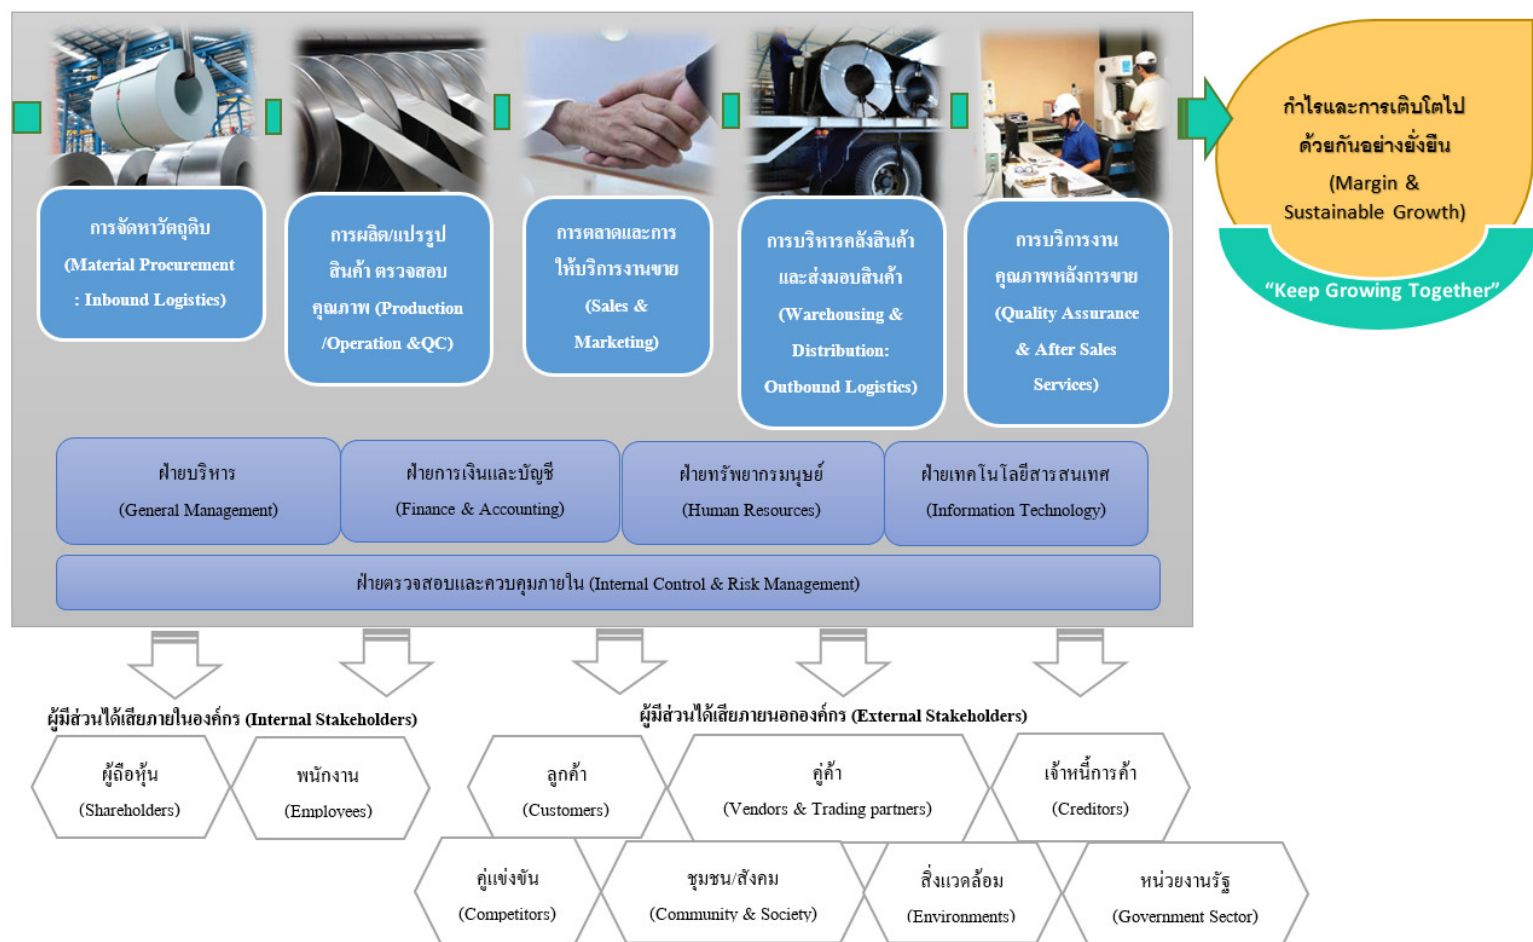 การจัดหาวัตถุดิบ
(Material Procurement
: Inbound Logistics)
การผลิต/แปรรูป
สินค้า ตรวจสอบ
คุณภาพ (Production
/Operation &QC)
การตลาดและการ
ให้บริการงานขาย
(Sales &
Marketing)
การบริหารคลังสินค้า
และส่งมอบสินค้า
(Warehousing &
Distribution:
Outbound Logistics)
การบริการงาน
คุณภาพหลังการขาย
(Quality Assurance
& After Sales
Services)
กำไรและการเติบโตไป
ด้วยกันอย่างยั่งยืน
(Margin &
Sustainable Growth)
“Keep Growing Together”
ฝ่ายบริหาร
(General Management)
ฝ่ายการเงินและบัญชี
(Finance & Accounting)
ฝ่ายทรัพยากรมนุษย์
(Human Resources)
ฝ่ายเทคโนโลยีสารสนเทศ
(Information Technology)
ฝ่ายตรวจสอบและควบคุมภายใน (Internal Control & Risk Management)
ผู้มีส่วนได้เสียภายในองค์กร (Internal Stakeholders)
ผู้ถือหุ้น
(Shareholders)
พนักงาน
(Employees)
ผู้มีส่วนได้เสียภายนอกองค์กร (External Stakeholders)
ลูกค้า
(Customers)
คู่ค้า
(Vendors & Trading partners)
เจ้าหนี้การค้า
(Creditors)
คู่แข่งขัน
(Competitors)
ชุมชน/สังคม
(Community & Society)
สิ่งแวดล้อม
(Environments)
หน่วยงานรัฐ
(Government Sector)